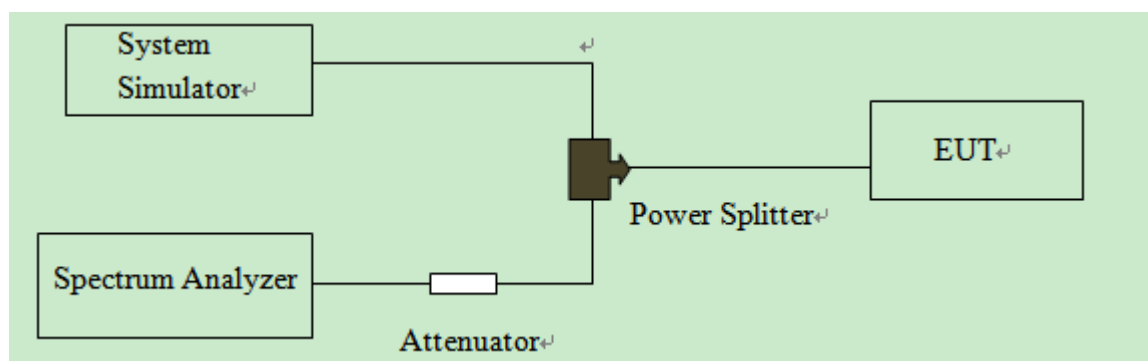 System
Simulator↵
↵
EUT↵
Power Splitter↵
Spectrum Analyzer
Attenuator↵